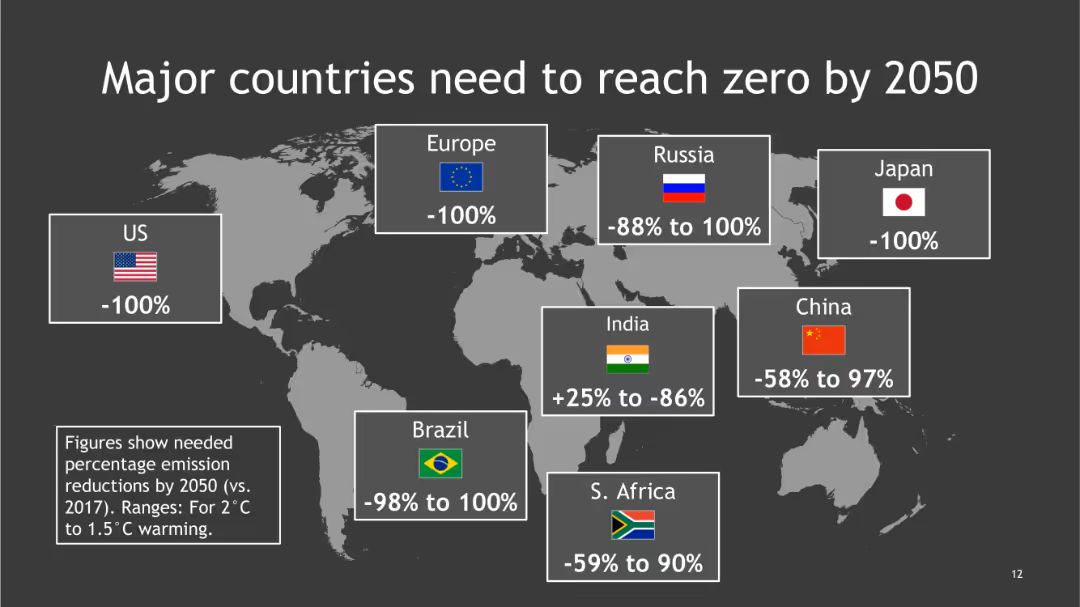 Major countries need to reach zero by 2050
Europe
-100%
Russia
-88% to 100%
Japan
-100%
US
-100%
India
+25% to -86%
China
-58% to 97%
Brazil
-98% to 100%
S. Africa
-59% to 90%
Figures show needed
percentage emission
reductions by 2050 (vs.
2017). Ranges: For 2°C
to 1.5°C warming.
12